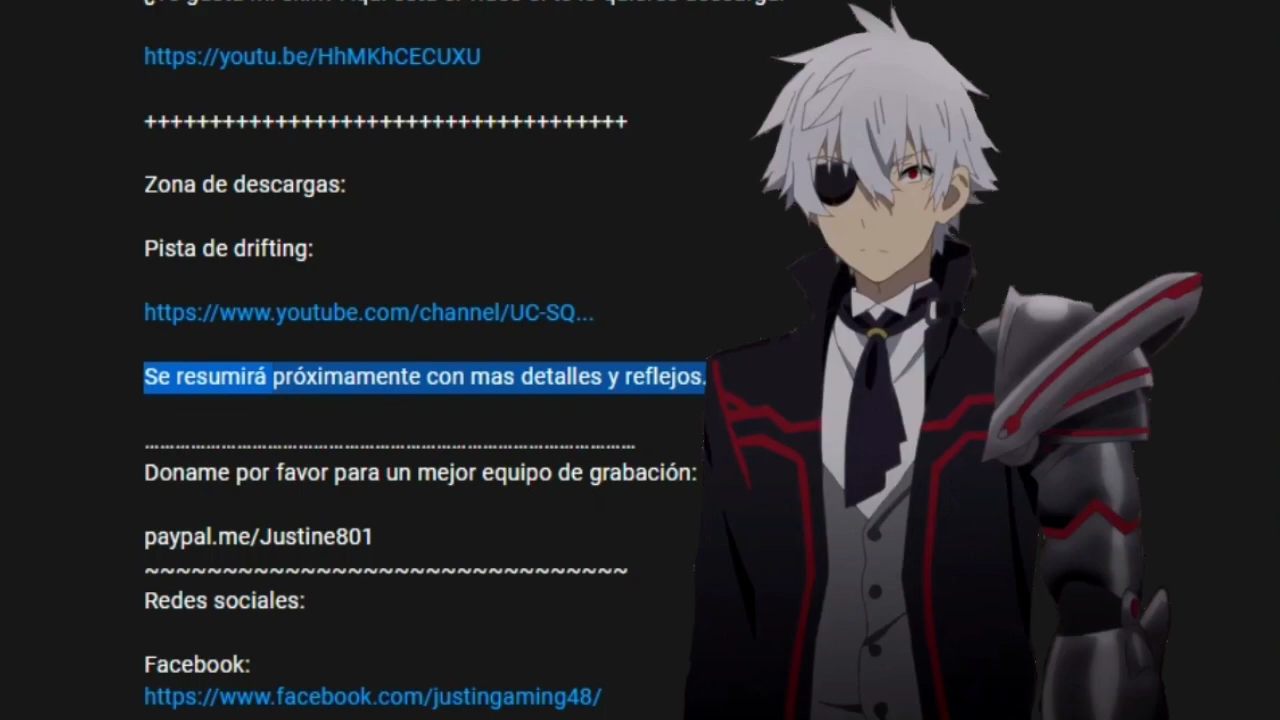 https://youtu.be/HhMKhCECUXU
+++++++++++++++++++++++++++++++++++++
Zona de descargas:
Pista de drifting:
https://www.youtube.com/channel/UC-SQ...
Se resumirá próximamente con mas detalles y reflejos.
Doname por favor para un mejor equipo de grabación:
paypal.me/Justine801
~~~~~~~~~~~~~~~~~~~~~~~~~~~~~~~
Redes sociales:
Facebook:
https://www.facebook.com/justingaming48/